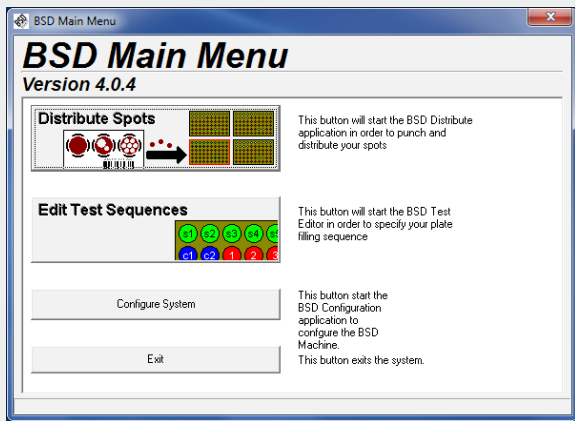 BSD Main Menu
BSD Main Menu
Version 4.0.4
Distribute Spots
This button will start the BSD Distribute
application in order to punch and
distribute your spots
Edit Test Sequences
s1 s2 s3 s4 s5
c1 c2 1 2 3
This button will start the BSD Test
Editor in order to specify your plate
filling sequence
Configure System
This button start the
BSD Configuration
application to
configure the BSD
Machine.
Exit
This button exits the system.